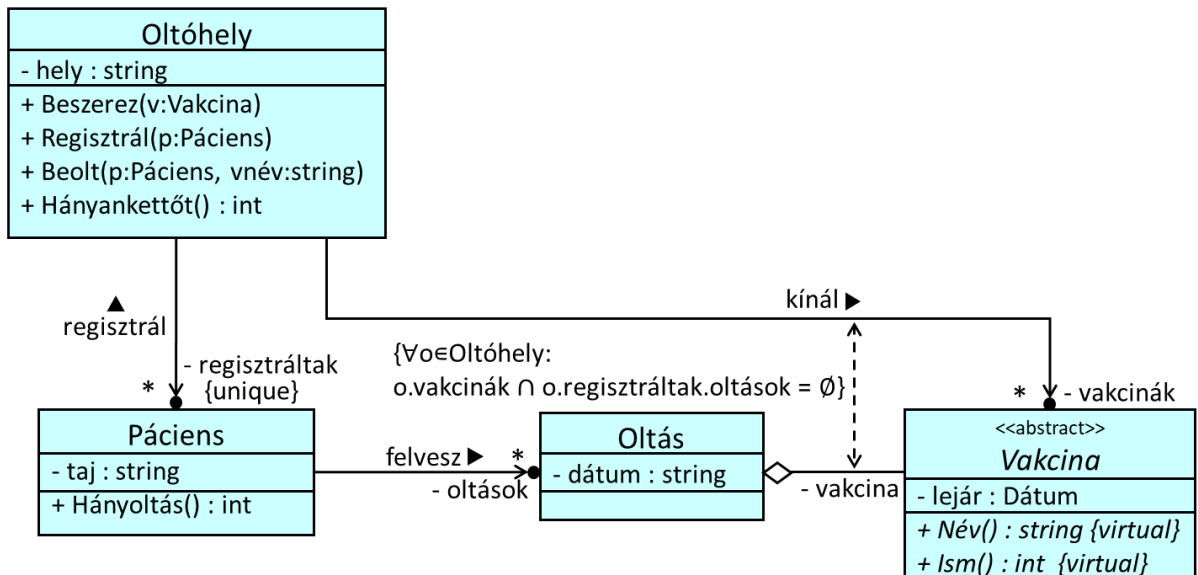 Oltóhely
- hely : string
+ Beszerez(v:Vakcina)
+ Regisztrál(p:Páciens)
+ Beolt(p:Páciens, vnév:string)
+ Hányankettőt() : int
kínál ▶
▲
regisztrál
- regisztráltak
{unique}
*
{∀o∈Oltóhely:
o.vakcinák ∩ o.regisztráltak.oltások = Ø}
* - vakcinák
Páciens
- taj : string
+ Hányoltás() : int
felvesz ▶ *
- oltások
Oltás
- dátum : string
- vakcina
<<abstract>>
Vakcina
- lejár : Dátum
+ Név() : string {virtual}
+ Ism() : int {virtual}